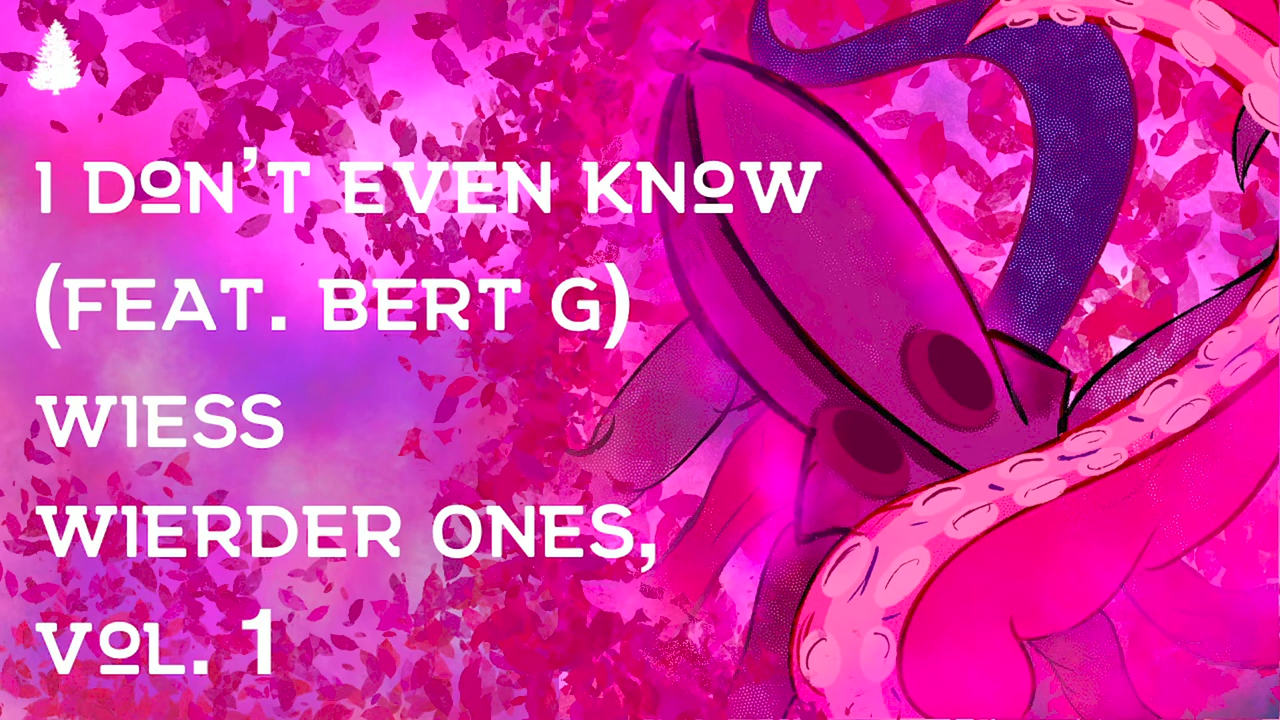 I DON'T EVEN KNOW
(FEAT. BERT G)
WIESS
WIERDER ONES,
VOL. 1